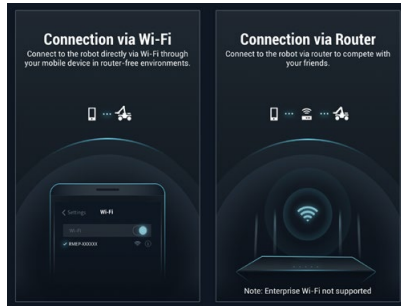 Connection via Wi-Fi
Connect to the robot directly via Wi-Fi through
your mobile device in router-free environments.
Settings Wi-Fi
Wi-Fi
Connection via Router
Connect to the robot via router to compete with
your friends.
Note: Enterprise Wi-Fi not supported